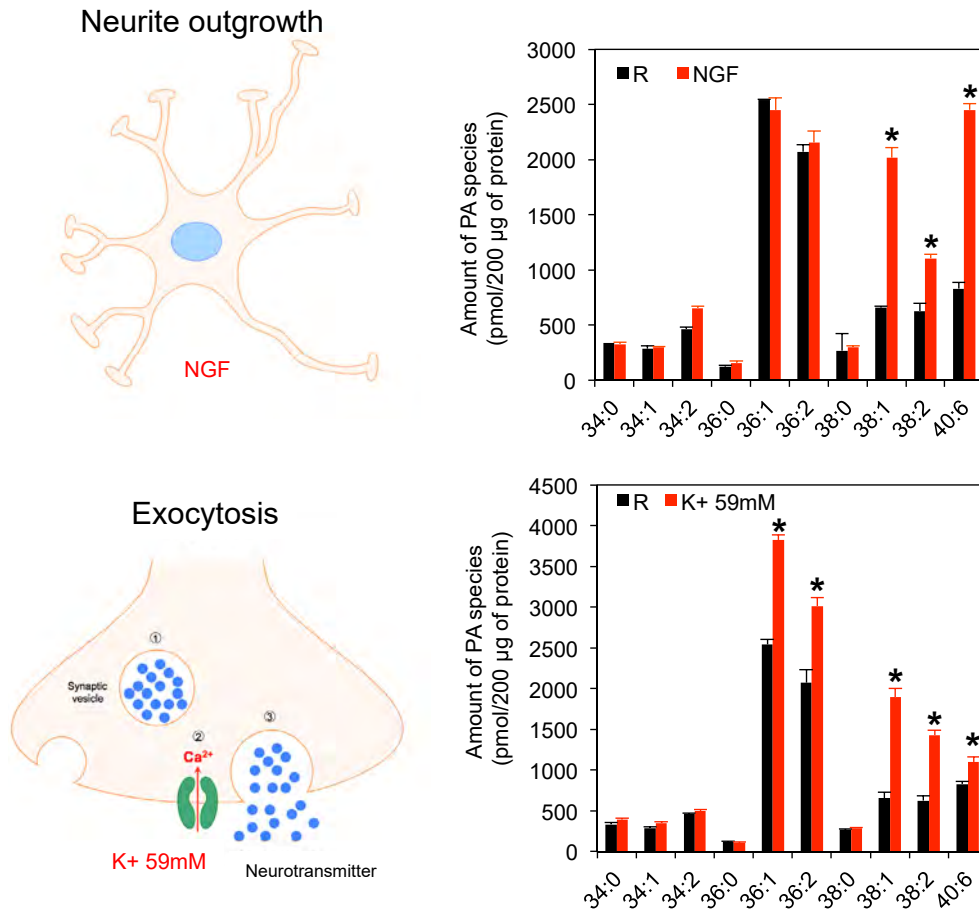 Neurite outgrowth
NGF
Amount of PA species
(pmol/200 µg of protein)
3000
2500
2000
1500
1000
500
0
R NGF
*
*
*
34:0 34:1 34:2 36:0 36:1 36:2 38:0 38:1 38:2 40:6
Exocytosis
①
Synaptic
vesicle
②
③
Ca²⁺
K+ 59mM
Neurotransmitter
Amount of PA species
(pmol/200 µg of protein)
4500
4000
3500
3000
2500
2000
1500
1000
500
0
R K+ 59mM
*
*
*
*
*
34:0 34:1 34:2 36:0 36:1 36:2 38:0 38:1 38:2 40:6